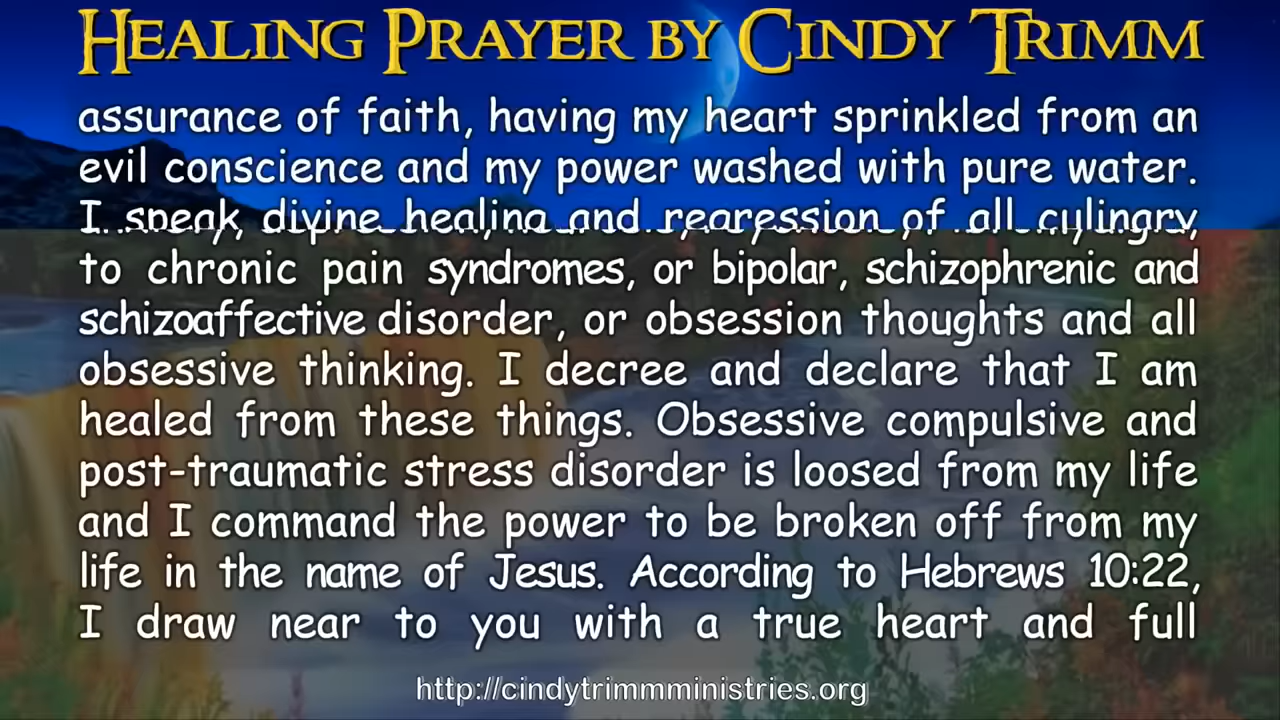 HEALING PRAYER BY CINDY TRIMM
assurance of faith, having my heart sprinkled from an
evil conscience and my power washed with pure water.
I speak, divine healing and regression of all
to chronic pain syndromes, or bipolar, schizophrenic and
schizoaffective disorder, or obsession thoughts and all
obsessive thinking. I decree and declare that I am
healed from these things. Obsessive compulsive and
post-traumatic stress disorder is loosed from my life
and I command the power to be broken off from my
life in the name of Jesus. According to Hebrews 10:22,
I draw near to you with a true heart and full
http://cindytrimmministries.org